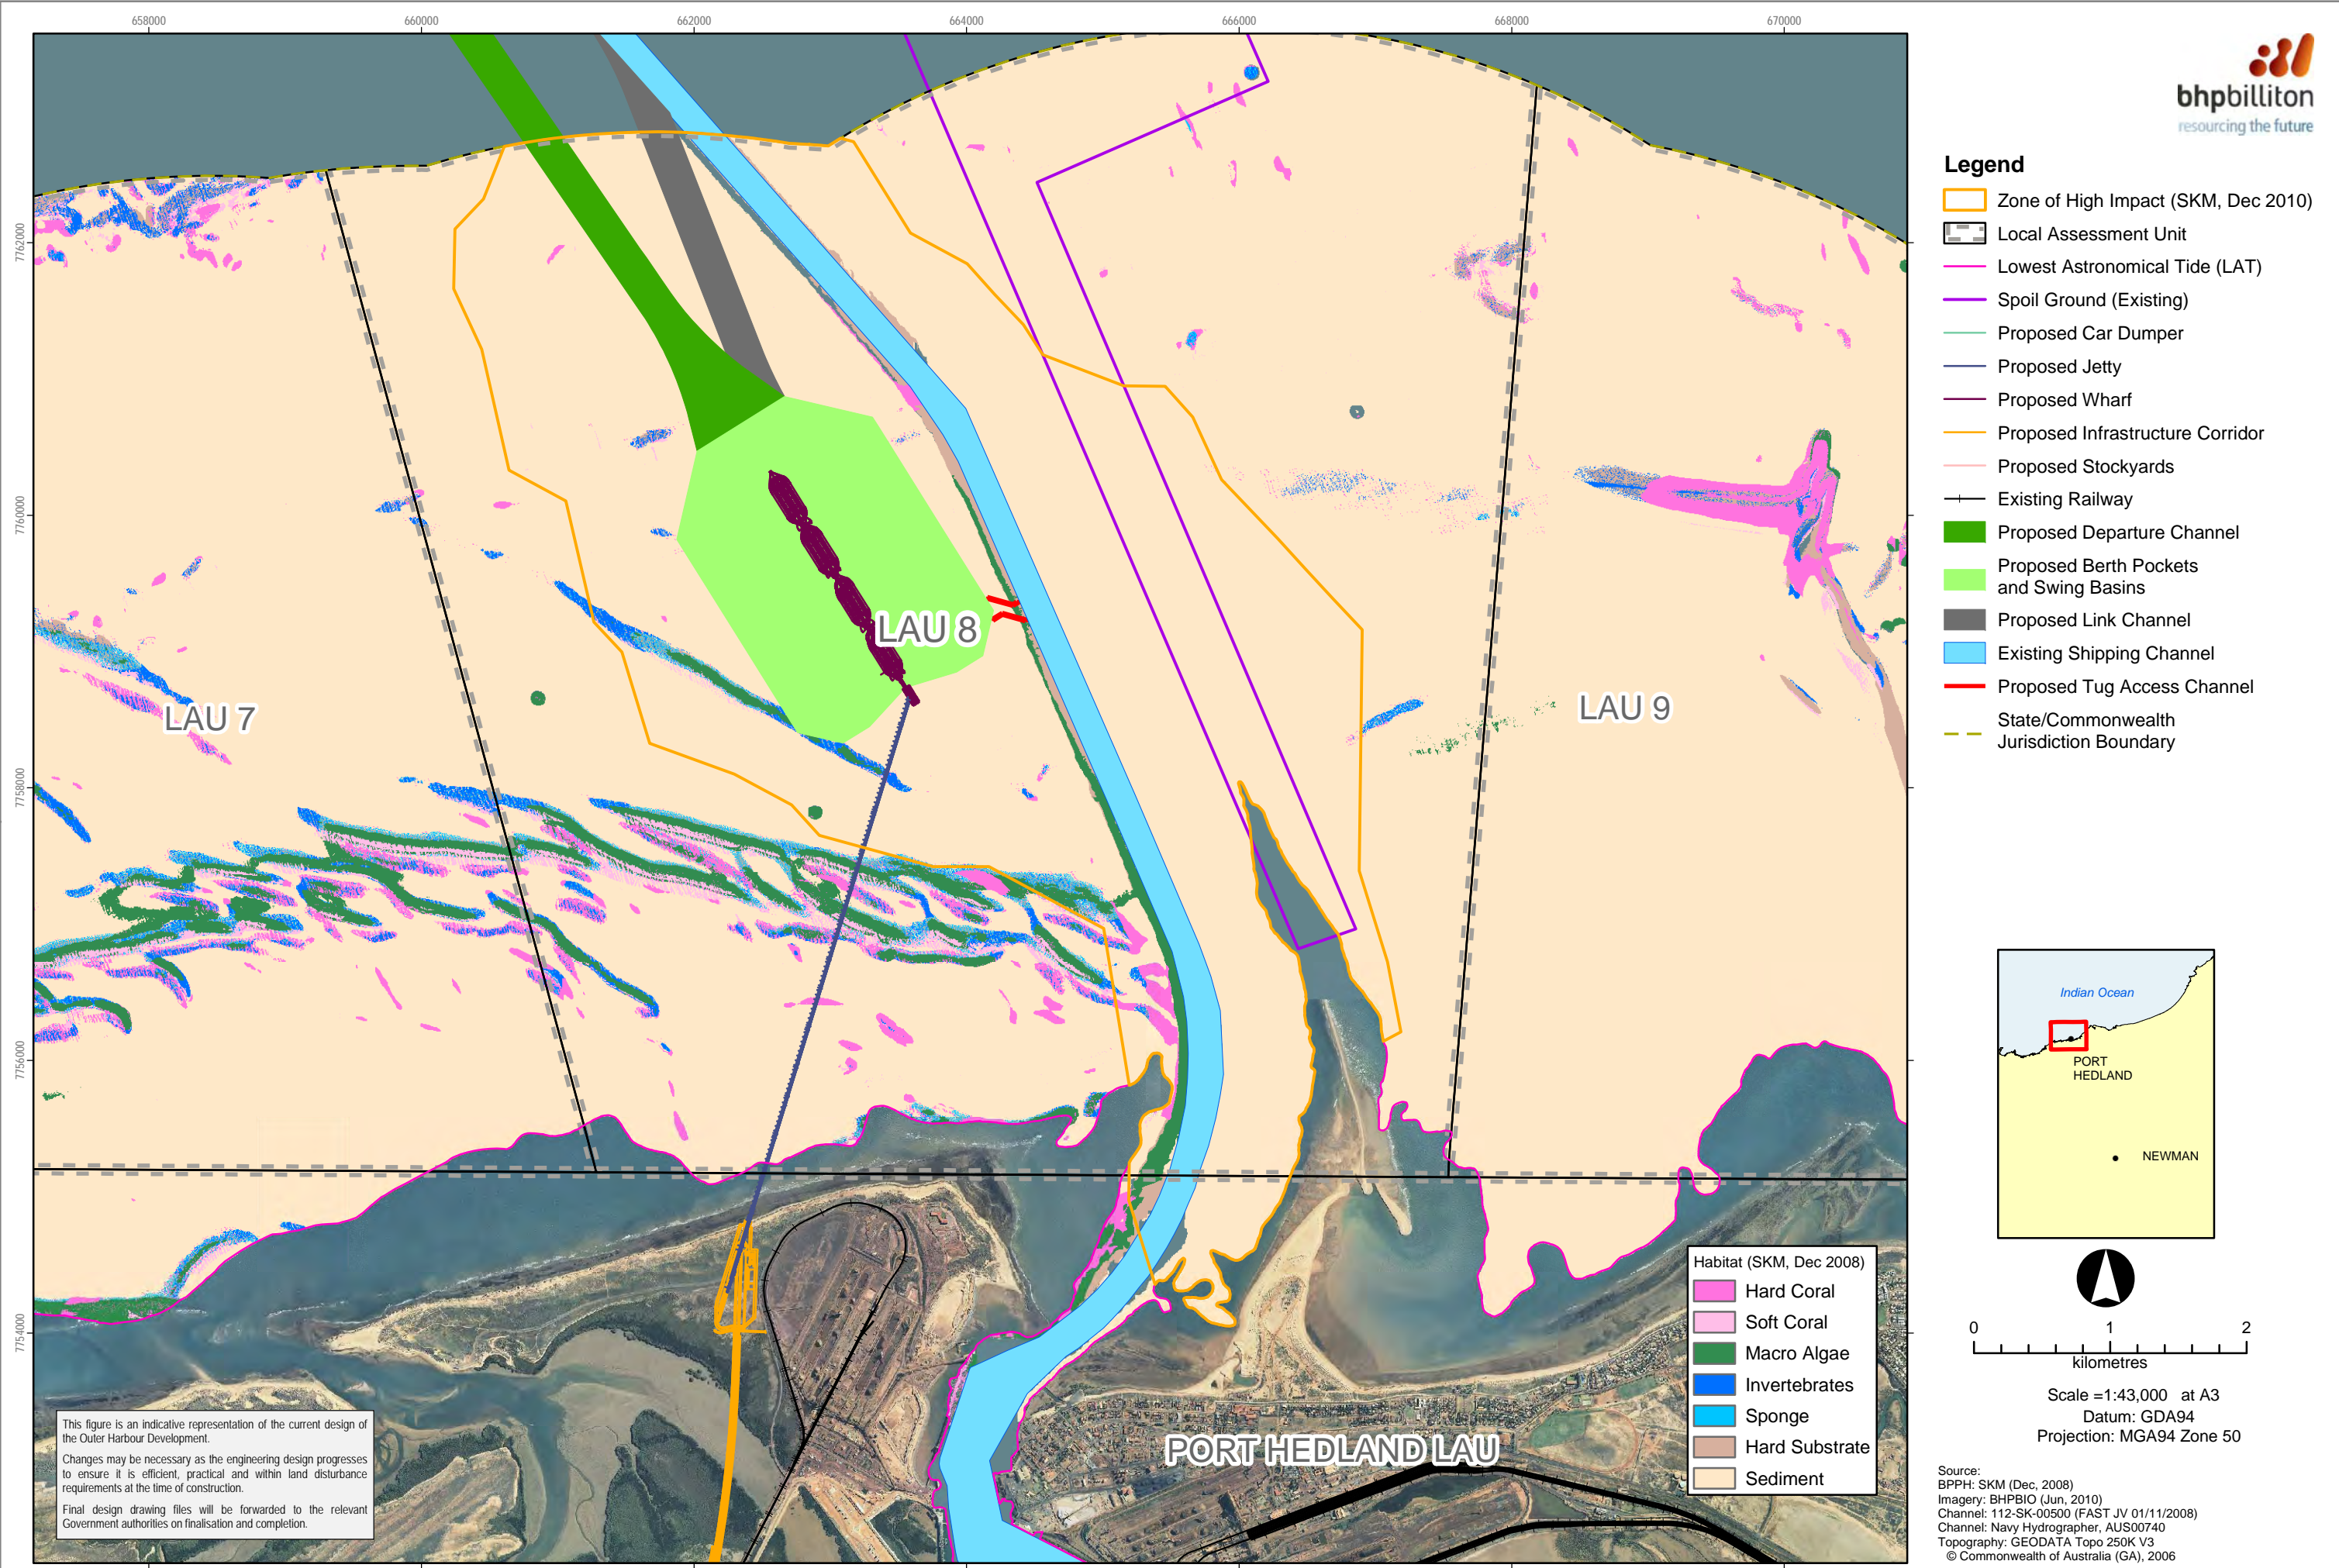 658000
660000
662000
664000
666000
668000
670000
7762000
7760000
7758000
7756000
7754000
LAU 7
LAU 8
LAU 9
PORT HEDLAND LAU
This figure is an indicative representation of the current design of
the Outer Harbour Development.
Changes may be necessary as the engineering design progresses
to ensure it is efficient, practical and within land disturbance
requirements at the time of construction.
Final design drawing files will be forwarded to the relevant
Government authorities on finalisation and completion.
Habitat (SKM, Dec 2008)
Hard Coral
Soft Coral
Macro Algae
Invertebrates
Sponge
Hard Substrate
Sediment
bhpbilliton
resourcing the future
Legend
Zone of High Impact (SKM, Dec 2010)
Local Assessment Unit
Lowest Astronomical Tide (LAT)
Spoil Ground (Existing)
Proposed Car Dumper
Proposed Jetty
Proposed Wharf
Proposed Infrastructure Corridor
Proposed Stockyards
Existing Railway
Proposed Departure Channel
Proposed Berth Pockets
and Swing Basins
Proposed Link Channel
Existing Shipping Channel
Proposed Tug Access Channel
State/Commonwealth
Jurisdiction Boundary
Indian Ocean
PORT
HEDLAND
NEWMAN
0 1 2
kilometres
Scale =1:43,000 at A3
Datum: GDA94
Projection: MGA94 Zone 50
Source:
BPPH: SKM (Dec, 2008)
Imagery: BHPBIO (Jun, 2010)
Channel: 112-SK-00500 (FAST JV 01/11/2008)
Channel: Navy Hydrographer, AUS00740
Topography: GEODATA Topo 250K V3
© Commonwealth of Australia (GA), 2006